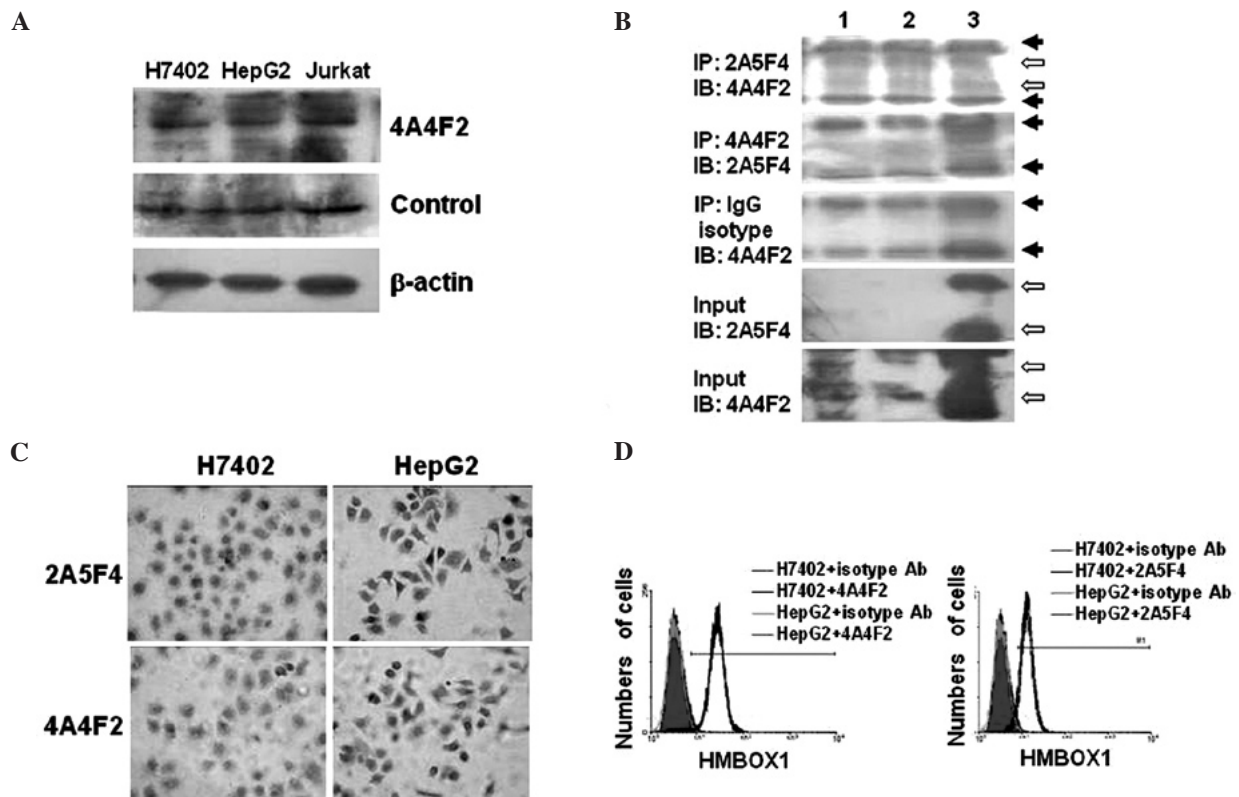 A
H7402 HepG2 Jurkat
4A4F2
Control
β-actin
B
1 2 3
IP: 2A5F4
IB: 4A4F2
IP: 4A4F2
IB: 2A5F4
IP: IgG
isotype
IB: 4A4F2
Input
IB: 2A5F4
Input
IB: 4A4F2
C
H7402 HepG2
2A5F4
4A4F2
D
Numbers of cells
H7402+isotype Ab
H7402+4A4F2
HepG2+isotype Ab
HepG2+4A4F2
HMBOX1
Numbers of cells
H7402+isotype Ab
H7402+2A5F4
HepG2+isotype Ab
HepG2+2A5F4
HMBOX1